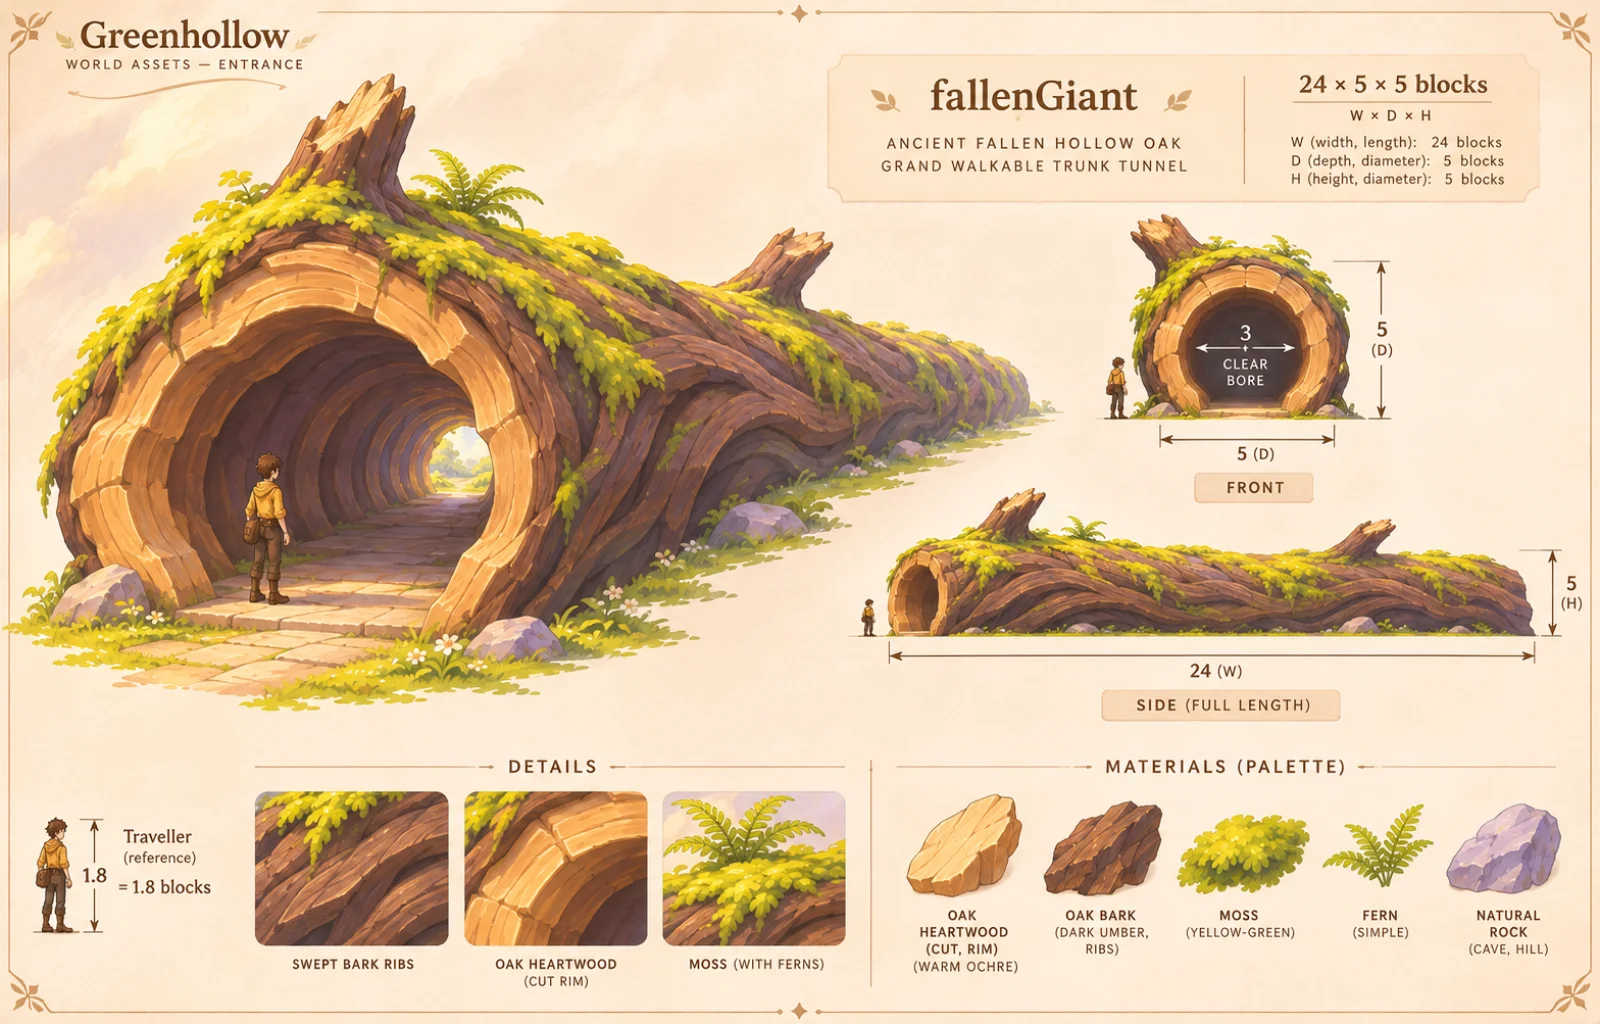 Greenhollow
WORLD ASSETS — ENTRANCE
fallenGiant
ANCIENT FALLEN HOLLOW OAK
GRAND WALKABLE TRUNK TUNNEL
24 × 5 × 5 blocks
W × D × H
W (width, length): 24 blocks
D (depth, diameter): 5 blocks
H (height, diameter): 5 blocks
3
CLEAR
BORE
5
(D)
5 (D)
FRONT
5
(H)
24 (W)
SIDE (FULL LENGTH)
1.8
Traveller
(reference)
= 1.8 blocks
DETAILS
SWEPT BARK RIBS
OAK HEARTWOOD
(CUT RIM)
MOSS (WITH FERNS)
MATERIALS (PALETTE)
OAK
HEARTWOOD
(CUT, RIM)
(WARM OCHRE)
OAK BARK
(DARK UMBER,
RIBS)
MOSS
(YELLOW-GREEN)
FERN
(SIMPLE)
NATURAL
ROCK
(CAVE, HILL)